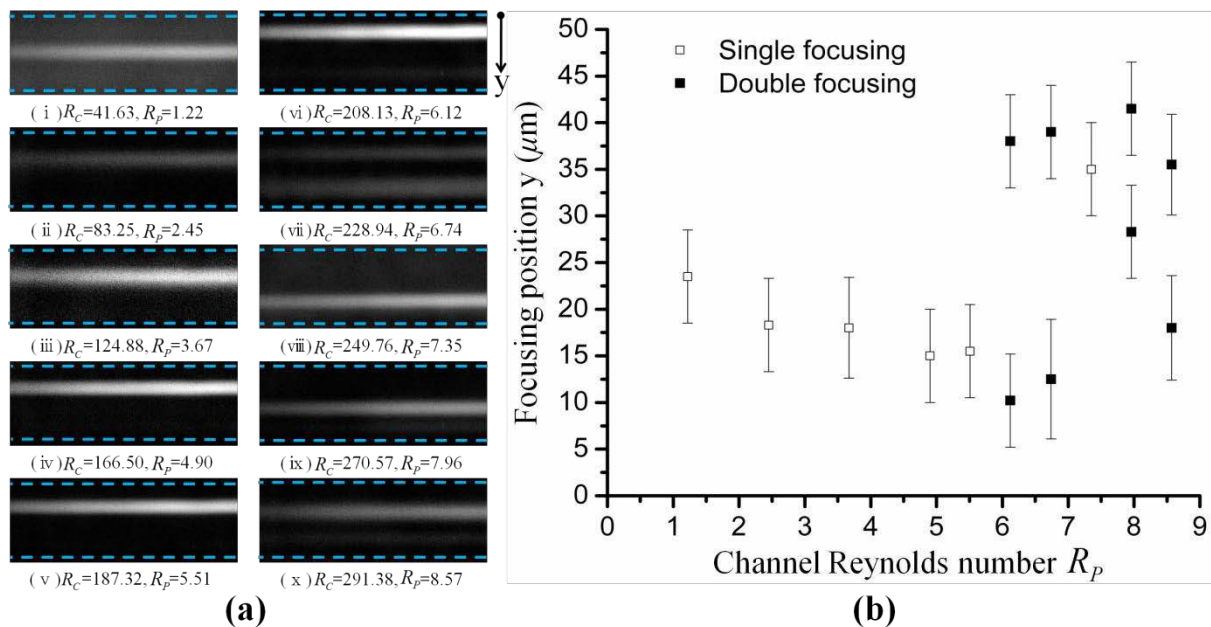 y
( i )R_C=41.63, R_P=1.22
(vi)R_C=208.13, R_P=6.12
( ii )R_C=83.25, R_P=2.45
(vii)R_C=228.94, R_P=6.74
(iii)R_C=124.88, R_P=3.67
(viii)R_C=249.76, R_P=7.35
(iv)R_C=166.50, R_P=4.90
(ix)R_C=270.57, R_P=7.96
(v)R_C=187.32, R_P=5.51
(x)R_C=291.38, R_P=8.57
(a)
Single focusing
Double focusing
Focusing position y (μm)
50
45
40
35
30
25
20
15
10
5
0
0 1 2 3 4 5 6 7 8 9
Channel Reynolds number R_P
(b)